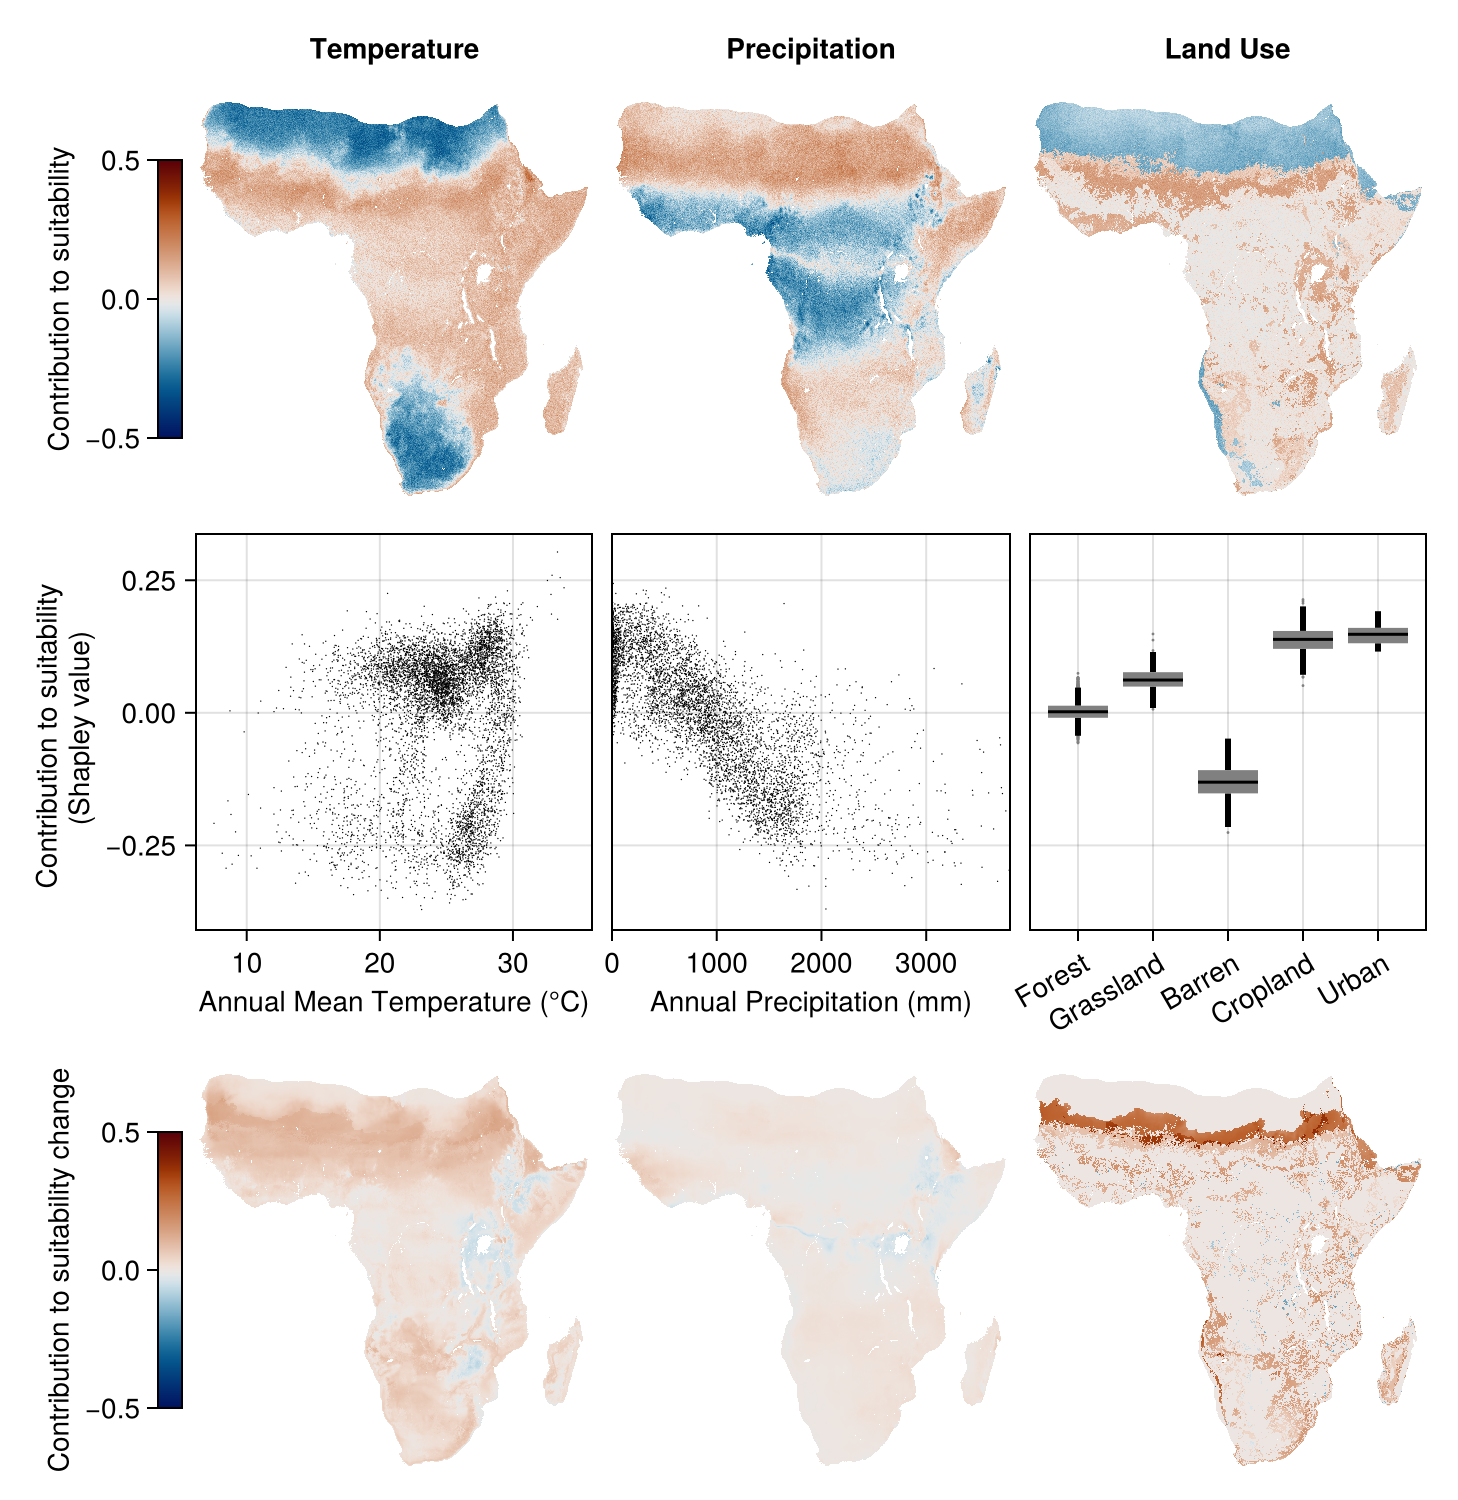 Temperature
Precipitation
Land Use
Contribution to suitability
0.5
0.0
−0.5
Contribution to suitability
(Shapley value)
0.25
0.00
−0.25
10
20
30
Annual Mean Temperature (°C)
0
1000
2000
3000
Annual Precipitation (mm)
Forest
Grassland
Barren
Cropland
Urban
Contribution to suitability change
0.5
0.0
−0.5